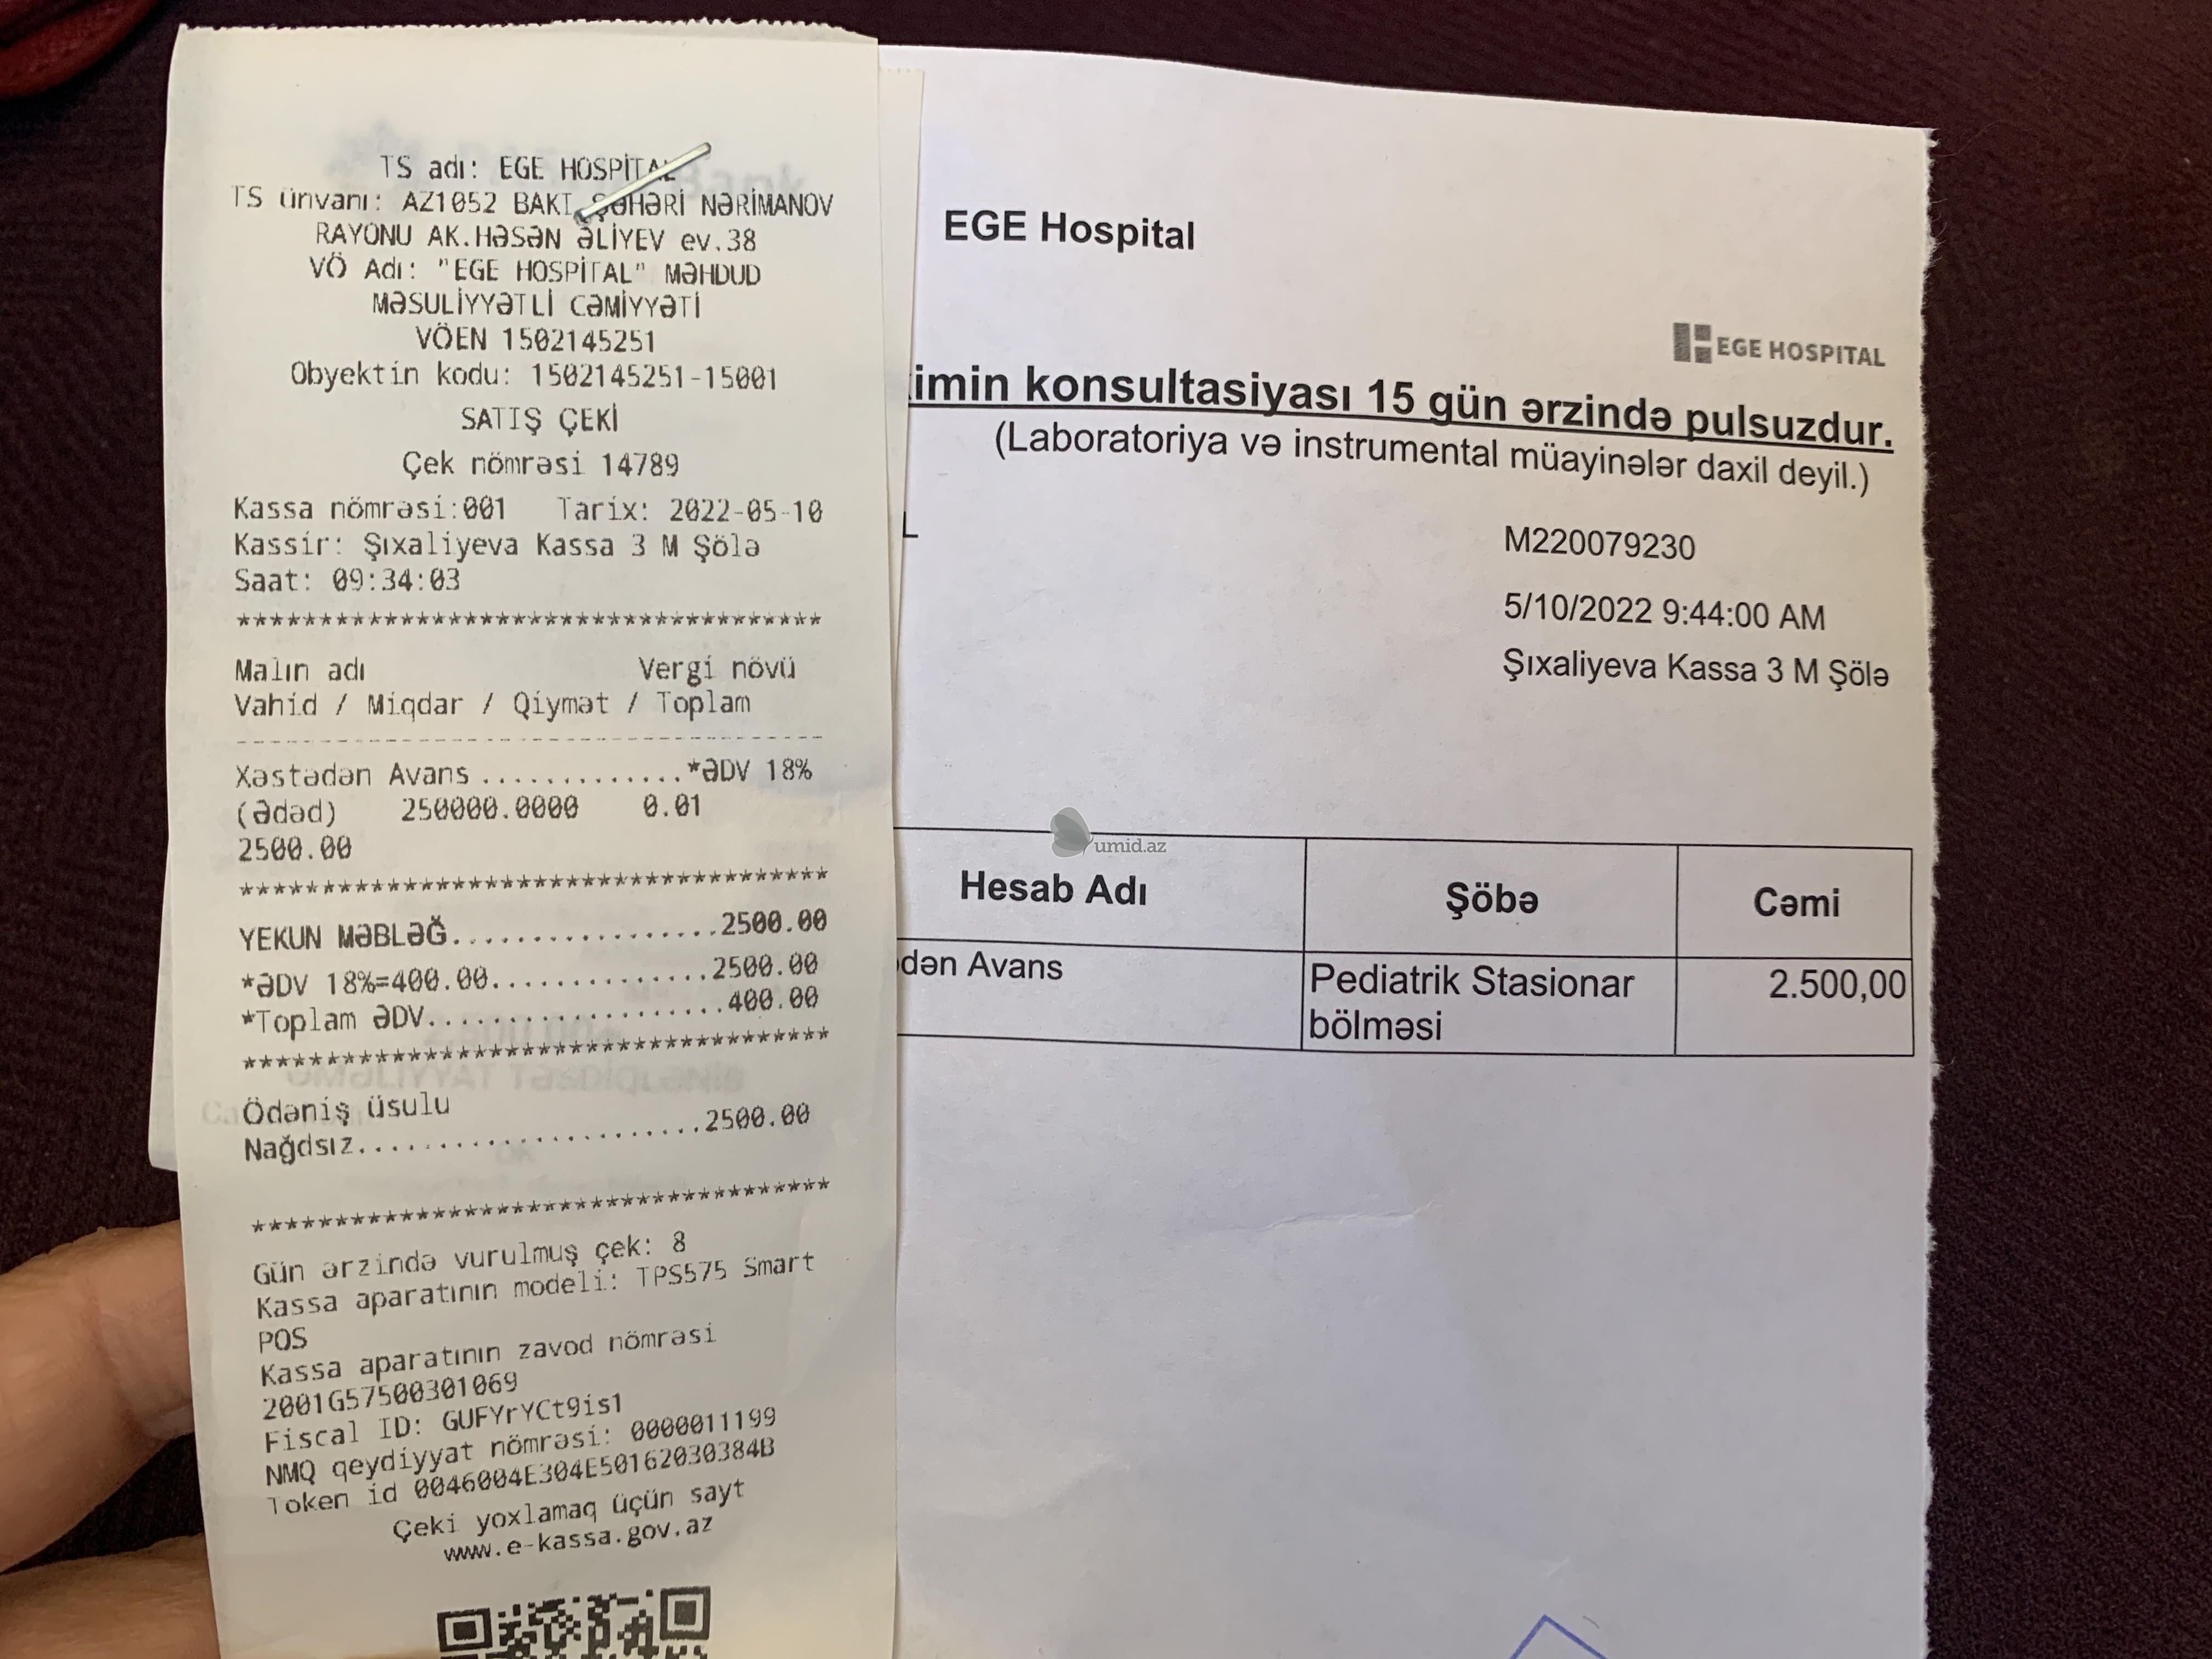 TS adı: EGE HOSPİTAL
TS ünvanı: AZ1052 BAKI ŞƏHƏRİ NƏRİMANOV
RAYONU AK.HƏSƏN ƏLİYEV ev.38
VÖ Adı: "EGE HOSPİTAL" MƏHDUD
MƏSULİYYƏTLİ CƏMİYYƏTİ
VÖEN 1502145251
Obyektin kodu: 1502145251-15001
SATIŞ ÇEKİ
Çek nömrəsi 14789
Kassa nömrəsi:001 Tarix: 2022-05-10
Kassir: Şıxaliyeva Kassa 3 M Şölə
Saat: 09:34:03
************************************
Malın adı Vergi növü
Vahid / Miqdar / Qiymət / Toplam
------------------------------------
Xəstədən Avans .............*ƏDV 18%
(Ədəd) 250000.0000 0.01
2500.00
************************************
YEKUN MƏBLƏĞ.................2500.00
*ƏDV 18%=400.00..............2500.00
*Toplam ƏDV...................400.00
************************************
Ödəniş üsulu
Nağdsız......................2500.00
************************************
Gün ərzində vurulmuş çek: 8
Kassa aparatının modeli: TPS575 Smart
POS
Kassa aparatının zavod nömrəsi
2001G57500301069
Fiscal ID: GUFYrYCt9is1
NMQ qeydiyyat nömrəsi: 0000011199
Token id 0046004E304E50162030384B
Çeki yoxlamaq üçün sayt
www.e-kassa.gov.az
EGE Hospital
EGE HOSPITAL
imin konsultasiyası 15 gün ərzində pulsuzdur.
(Laboratoriya və instrumental müayinələr daxil deyil.)
L
M220079230
5/10/2022 9:44:00 AM
Şıxaliyeva Kassa 3 M Şölə
umid.az
Hesab Adı Şöbə Cəmi
dən Avans Pediatrik Stasionar 2.500,00
bölməsi